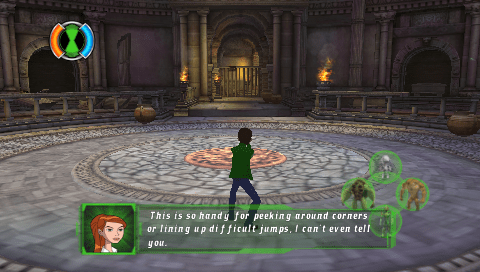 This is so handy for peeking around corners
or lining up difficult jumps, I can't even tell
you.